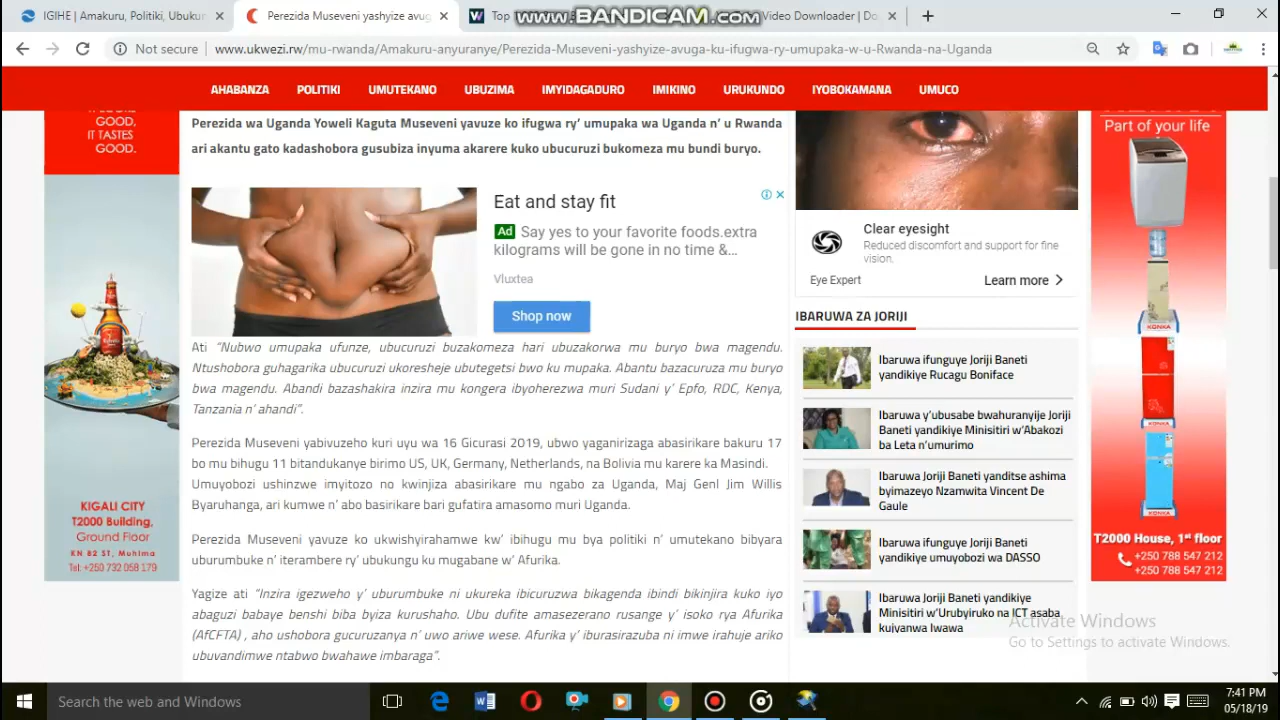 IGIHE | Amakuru, Politiki, Ubukun
Perezida Museveni yashyize avug
Top
Video Downloader | Do
www.BANDICAM.com
Not secure
www.ukwezi.rw/mu-rwanda/Amakuru-anyuranye/Perezida-Museveni-yashyize-avuga-ku-ifugwa-ry-umupaka-w-u-Rwanda-na-Uganda
AHABANZA POLITIKI UMUTEKANO UBUZIMA IMYIDAGADURO IMIKINO URUKUNDO IYOBOKAMANA UMUCO
GOOD,
IT TASTES
GOOD.
KIGALI CITY
T2000 Building,
Ground Floor
KN 82 ST, Muhima
Tel: +250 732 058 179
Perezida wa Uganda Yoweli Kaguta Museveni yavuze ko ifugwa ry’ umupaka wa Uganda n’ u Rwanda
ari akantu gato kadashobora gusubiza inyuma akarere kuko ubucuruzi bukomeza mu bundi buryo.
Eat and stay fit
Ad Say yes to your favorite foods.extra
kilograms will be gone in no time &...
Vluxtea
Shop now
Ati “Nubwo umupaka ufunze, ubucuruzi buzakomeza hari ubuzakorwa mu buryo bwa magendu.
Ntushobora guhagarika ubucuruzi ukoresheje ubutegetsi bwo ku mupaka. Abantu bazacuruza mu buryo
bwa magendu. Abandi bazashakira inzira mu kongera ibyoherezwa muri Sudani y’ Epfo, RDC, Kenya,
Tanzania n’ ahandi”.
Perezida Museveni yabivuzeho kuri uyu wa 16 Gicurasi 2019, ubwo yaganirizaga abasirikare bakuru 17
bo mu bihugu 11 bitandukanye birimo US, UK, Germany, Netherlands, na Bolivia mu karere ka Masindi.
Umuyobozi ushinzwe imyitozo no kwinjiza abasirikare mu ngabo za Uganda, Maj Genl Jim Willis
Byaruhanga, ari kumwe n’ abo basirikare bari gufatira amasomo muri Uganda.
Perezida Museveni yavuze ko ukwishyirahamwe kw’ ibihugu mu bya politiki n’ umutekano bibyara
uburumbuke n’ iterambere ry’ ubukungu ku mugabane w’ Afurika.
Yagize ati “Inzira igezweho y’ uburumbuke ni ukureka ibicuruzwa bikagenda ibindi bikinjira kuko iyo
abaguzi babaye benshi biba byiza kurushaho. Ubu dufite amasezerano rusange y’ isoko rya Afurika
(AfCFTA) , aho ushobora gucuruzanya n’ uwo ariwe wese. Afurika y’ iburasirazuba ni imwe irahuje ariko
ubuvandimwe ntabwo bwahawe imbaraga”.
Clear eyesight
Reduced discomfort and support for fine
vision.
Eye Expert
Learn more
IBARUWA ZA JORIJI
Ibaruwa ifunguye Joriji Baneti
yandikiye Rucagu Boniface
Ibaruwa y’ubusabe bwahuranyije Joriji
Baneti yandikiye Minisitiri w’Abakozi
ba Leta n’umurimo
Ibaruwa Joriji Baneti yanditse ashima
byimazeyo Nzamwita Vincent De
Gaule
Ibaruwa ifunguye Joriji Baneti
yandikiye umuyobozi wa DASSO
Ibaruwa Joriji Baneti yandikiye
Minisitiri w’Urubyiruko na ICT asaba
kujyanwa Iwawa
Part of your life
KONKA
KONKA
KONKA
T2000 House, 1st floor
+250 788 547 212
+250 788 547 212
Activate Windows
Go to Settings to activate Windows.
Search the web and Windows
7:41 PM
05/18/19